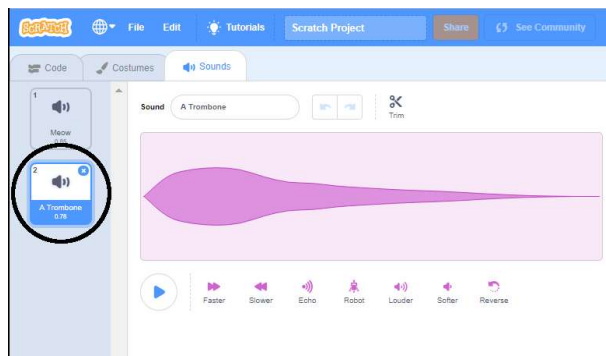 SCRATCH File Edit Tutorials Scratch Project Share See Community
Code Costumes Sounds
1
Meow
2
A Trombone
0.76
Sound A Trombone
Trim
Faster Slower Echo Robot Louder Softer Reverse